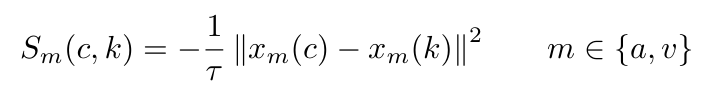 $S_m(c, k) = -\frac{1}{\tau} \left\| x_m(c) - x_m(k) \right\|^2 \qquad m \in \{a, v\}$